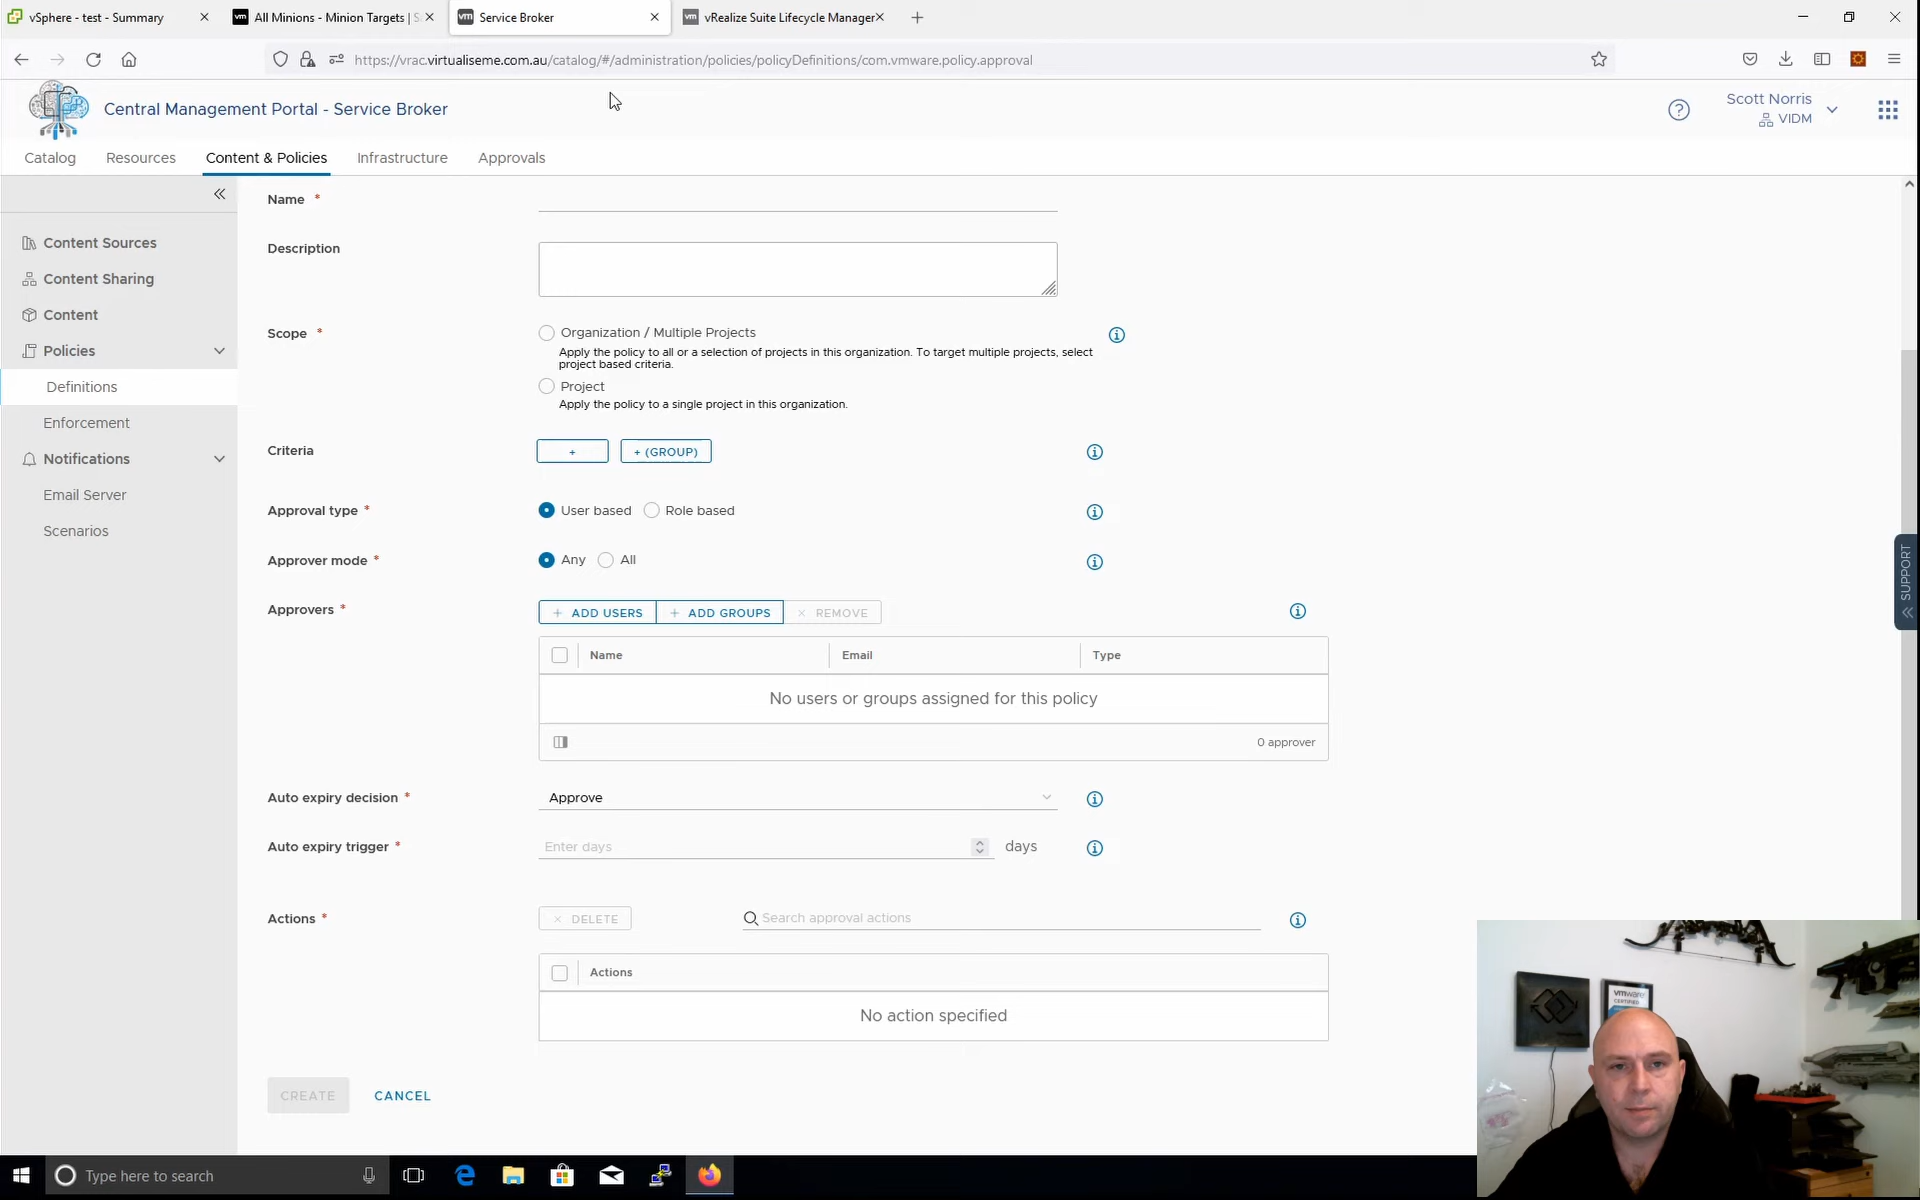 vSphere - test - Summary
All Minions - Minion Targets | S
Service Broker
vRealize Suite Lifecycle Manager
https://vrac.virtualiseme.com.au/catalog/#/administration/policies/policyDefinitions/com.vmware.policy.approval
Central Management Portal - Service Broker
Scott Norris
VIDM
Catalog
Resources
Content & Policies
Infrastructure
Approvals
Content Sources
Content Sharing
Content
Policies
Definitions
Enforcement
Notifications
Email Server
Scenarios
Name *
Description
Scope *
Organization / Multiple Projects
Apply the policy to all or a selection of projects in this organization. To target multiple projects, select
project based criteria.
Project
Apply the policy to a single project in this organization.
Criteria
+
+ (GROUP)
Approval type *
User based
Role based
Approver mode *
Any
All
Approvers *
+ ADD USERS
+ ADD GROUPS
× REMOVE
Name
Email
Type
No users or groups assigned for this policy
0 approver
Auto expiry decision *
Approve
Auto expiry trigger *
Enter days
days
Actions *
× DELETE
Search approval actions
Actions
No action specified
CREATE
CANCEL
SUPPORT
vmware
CERTIFIED
Type here to search